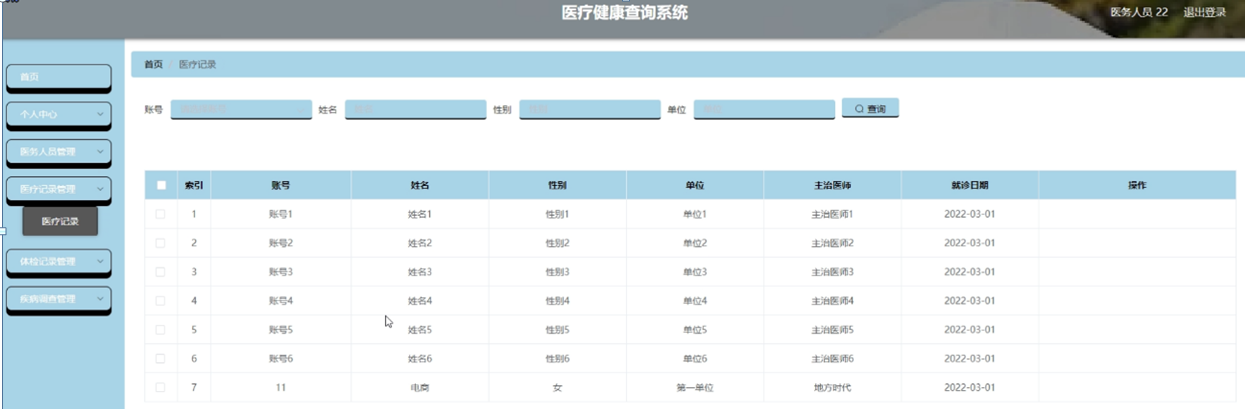 医疗健康查询系统
医务人员 22 退出登录
首页
个人中心
医务人员管理
医疗记录管理
医疗记录
体检记录管理
疾病调查管理
首页 / 医疗记录
账号 姓名 姓名 性别 性别 单位 单位 查询
索引 账号 姓名 性别 单位 主治医师 就诊日期 操作
1 账号1 姓名1 性别1 单位1 主治医师1 2022-03-01
2 账号2 姓名2 性别2 单位2 主治医师2 2022-03-01
3 账号3 姓名3 性别3 单位3 主治医师3 2022-03-01
4 账号4 姓名4 性别4 单位4 主治医师4 2022-03-01
5 账号5 姓名5 性别5 单位5 主治医师5 2022-03-01
6 账号6 姓名6 性别6 单位6 主治医师6 2022-03-01
7 11 电商 女 第一单位 地方时代 2022-03-01